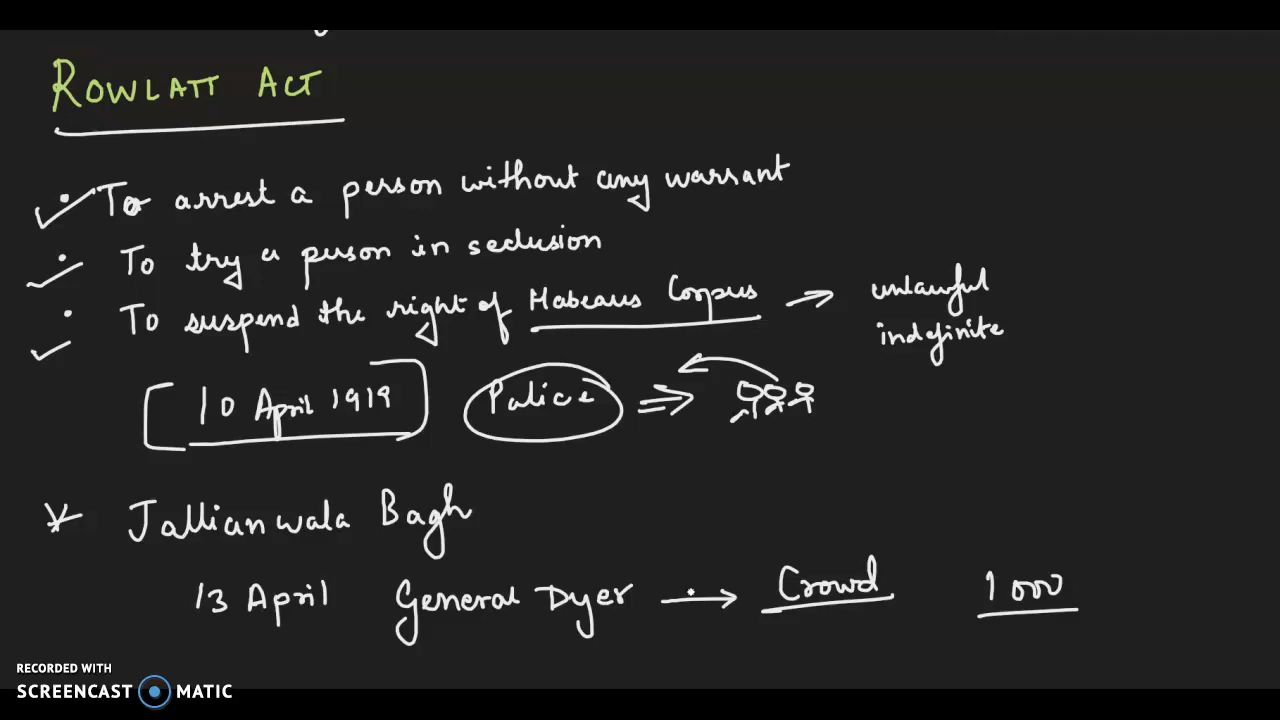 ROWLATT ACT
To arrest a person without any warrant
To try a person in seclusion
To suspend the right of Habeaus Corpus → unlawful
indefinite
10 April 1919 Police
Jallianwala Bagh
13 April General Dyer → Crowd 1000
RECORDED WITH
SCREENCAST MATIC